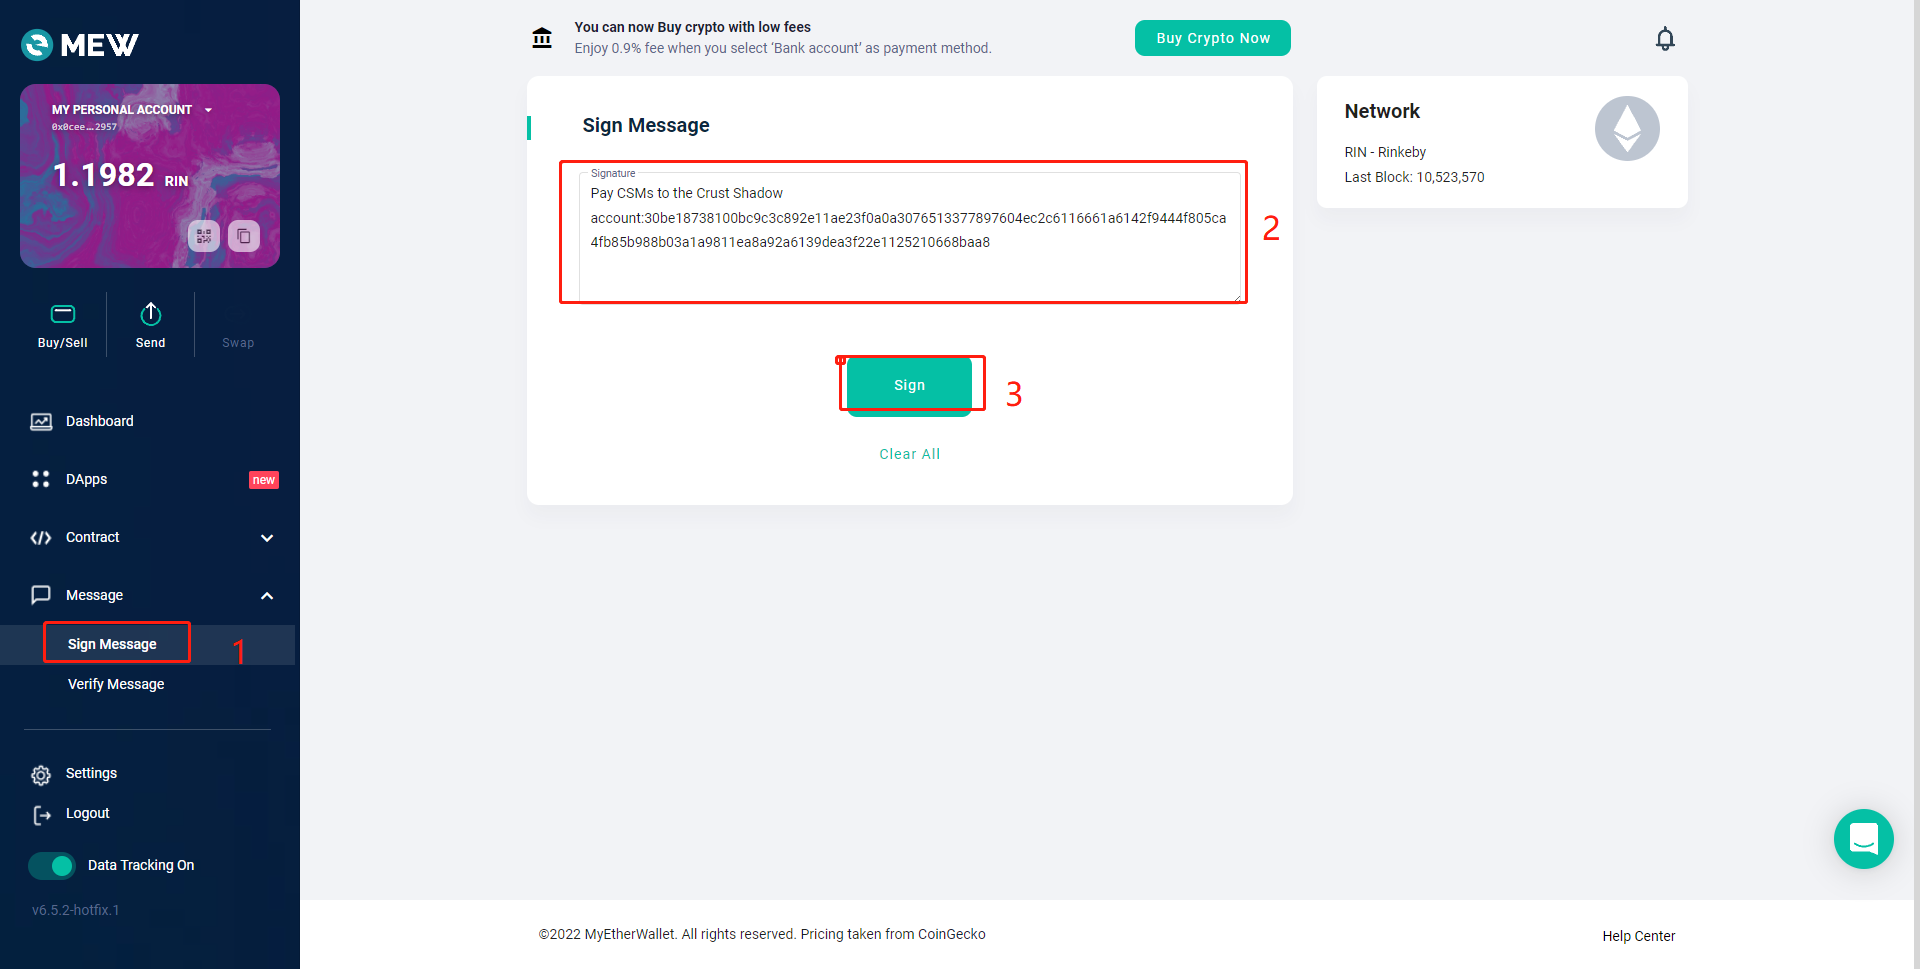 MEW
MY PERSONAL ACCOUNT
0x0cee...2957
1.1982 RIN
Buy/Sell
Send
Swap
Dashboard
DApps
new
Contract
Message
Sign Message
1
Verify Message
Settings
Logout
Data Tracking On
v6.5.2-hotfix.1
You can now Buy crypto with low fees
Enjoy 0.9% fee when you select 'Bank account' as payment method.
Buy Crypto Now
Sign Message
Signature
Pay CSMs to the Crust Shadow
account:30be18738100bc9c3c892e11ae23f0a0a3076513377897604ec2c6116661a6142f9444f805ca
4fb85b988b03a1a9811ea8a92a6139dea3f22e1125210668baa8
2
Sign
3
Clear All
Network
RIN - Rinkeby
Last Block: 10,523,570
©2022 MyEtherWallet. All rights reserved. Pricing taken from CoinGecko
Help Center